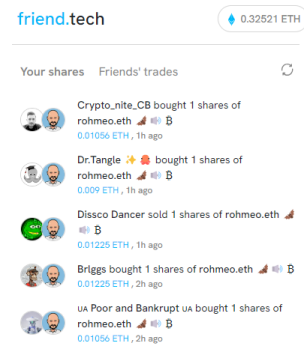 friend.tech
0.32521 ETH
Your shares Friends' trades
Crypto_nite_CB bought 1 shares of
rohmeo.eth 🦧 🔊 ₿
0.01056 ETH , 1h ago
Dr.Tangle ✨ bought 1 shares of
rohmeo.eth 🔊 ₿
0.009 ETH , 1h ago
Dissco Dancer sold 1 shares of rohmeo.eth
🔊 ₿
0.01225 ETH , 1h ago
Briggs bought 1 shares of rohmeo.eth 🔊 ₿
0.01225 ETH , 2h ago
UA Poor and Bankrupt UA bought 1 shares of
rohmeo.eth 🔊 ₿
0.01056 ETH , 2h ago